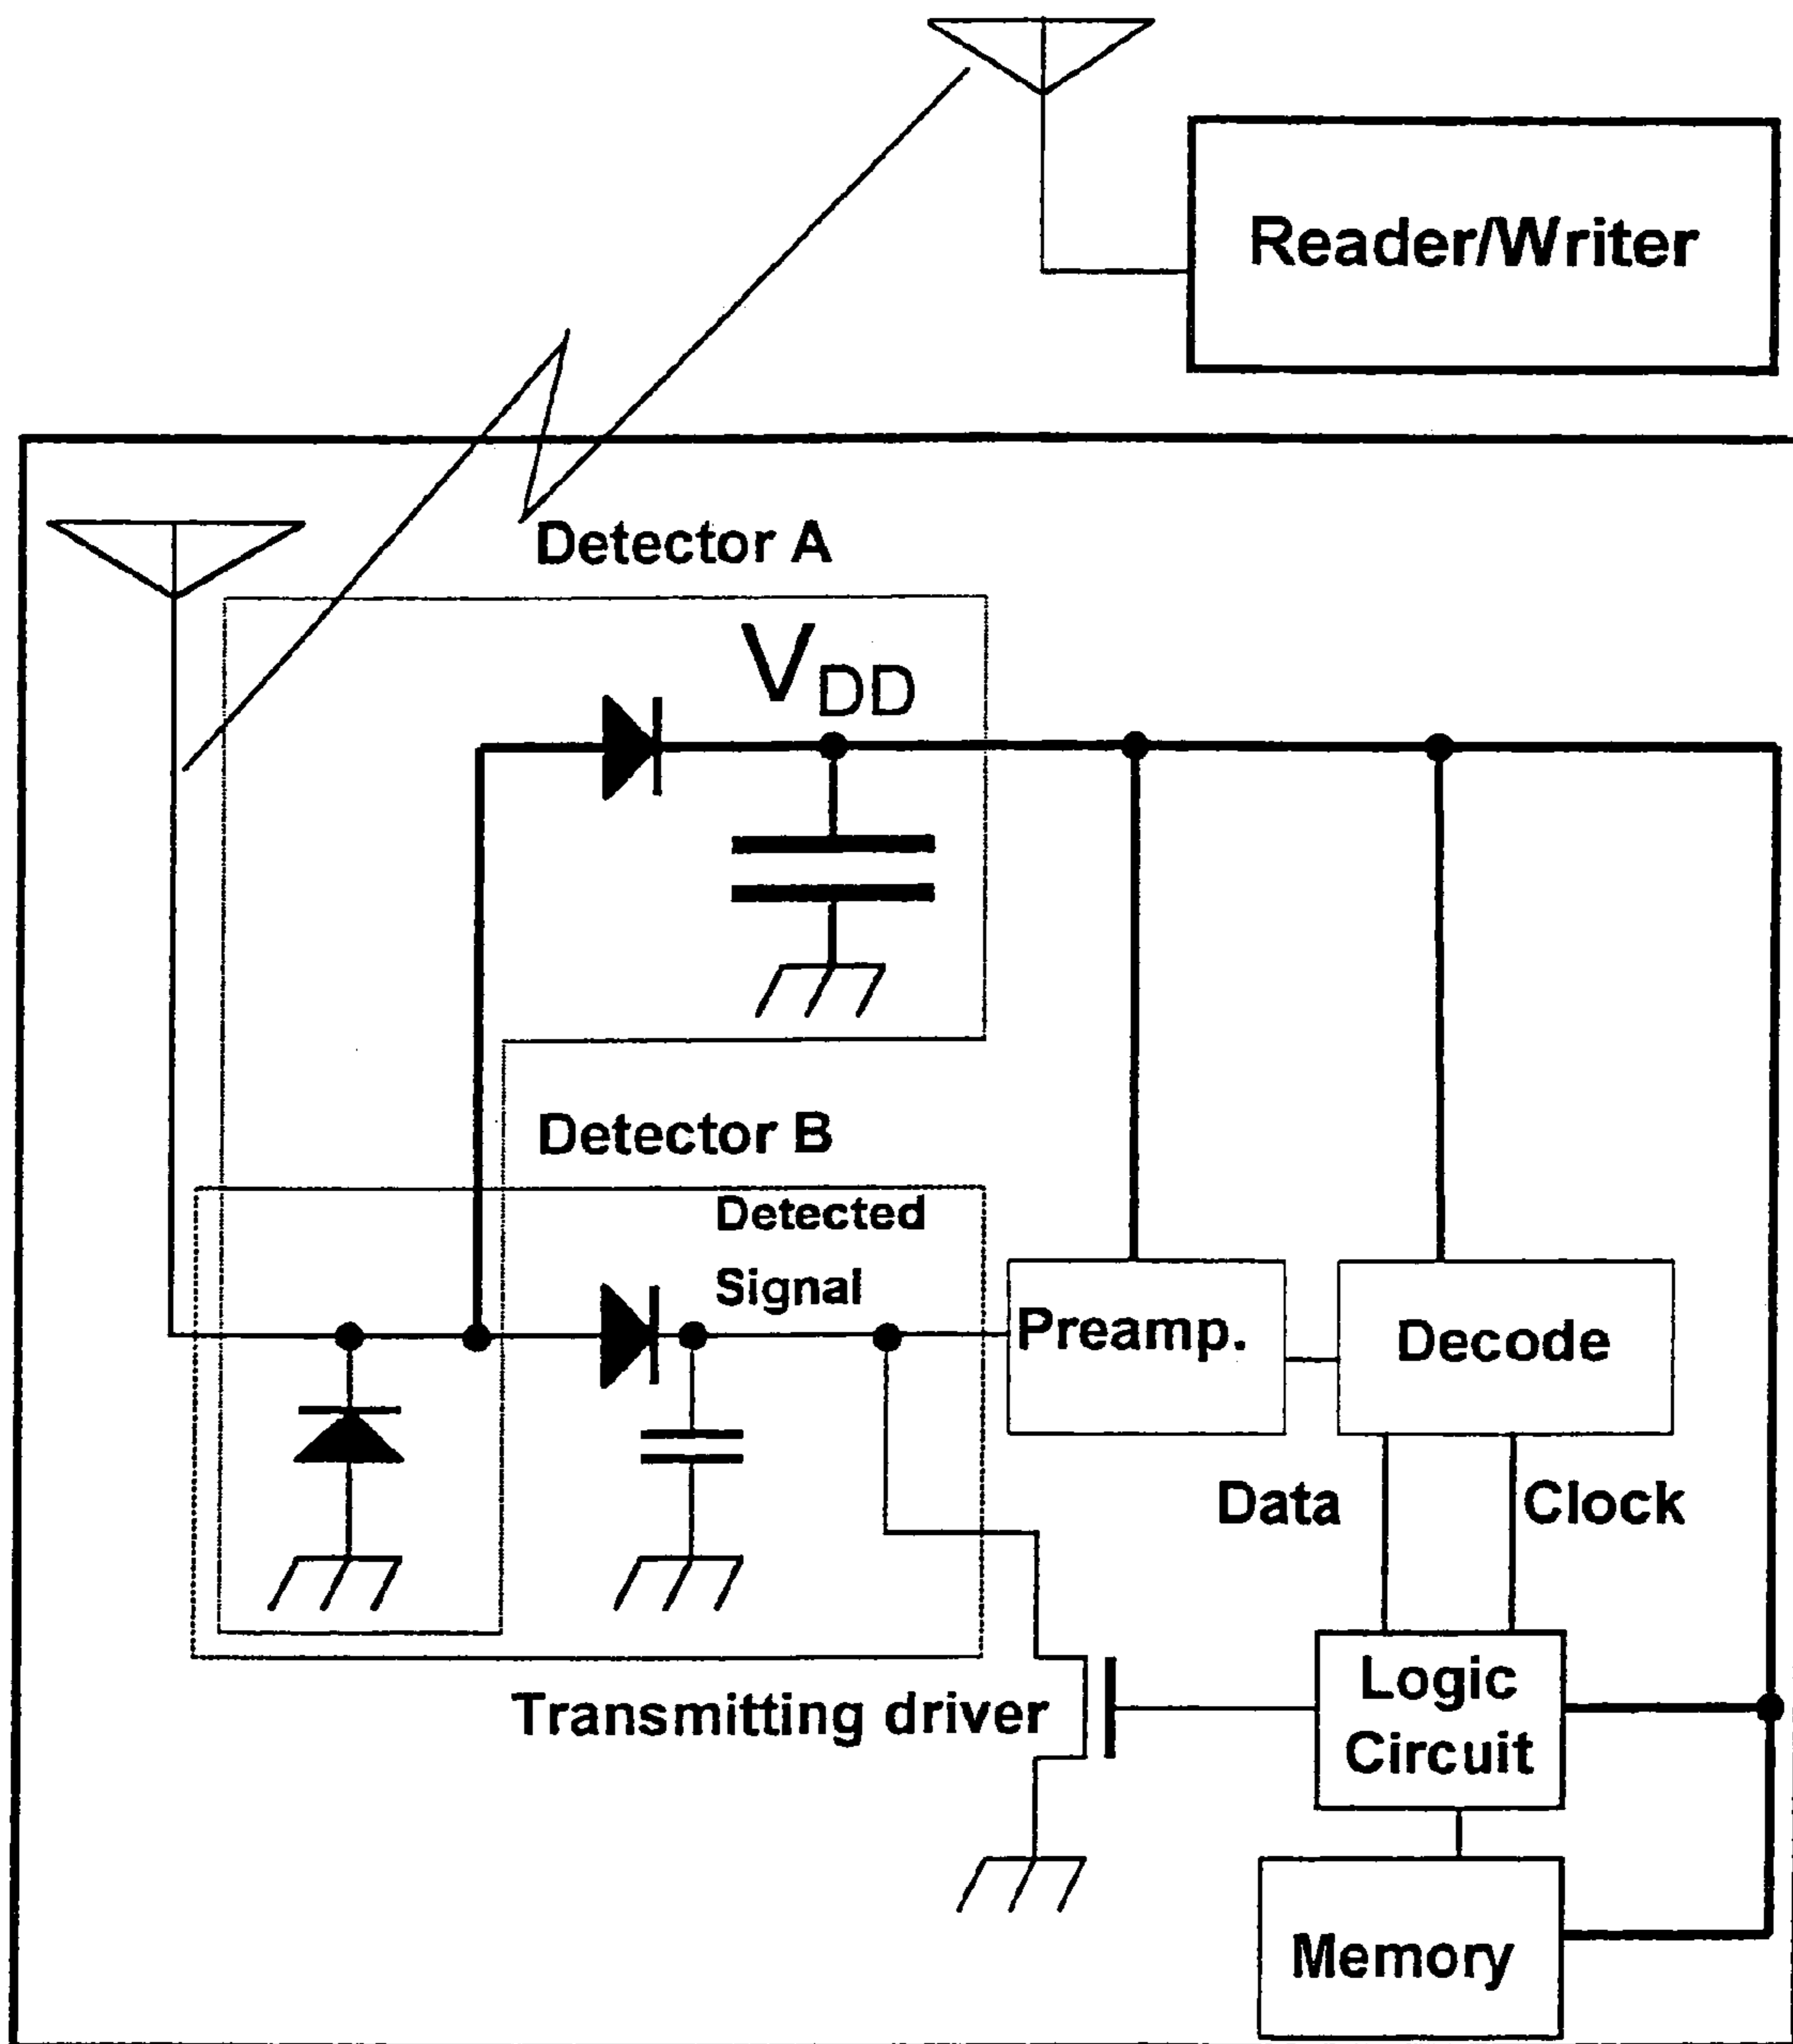 Reader/Writer
Detector A
VDD
Detector B
Detected
Signal
Preamp.
Decode
Data
Clock
Transmitting driver
Logic
Circuit
Memory